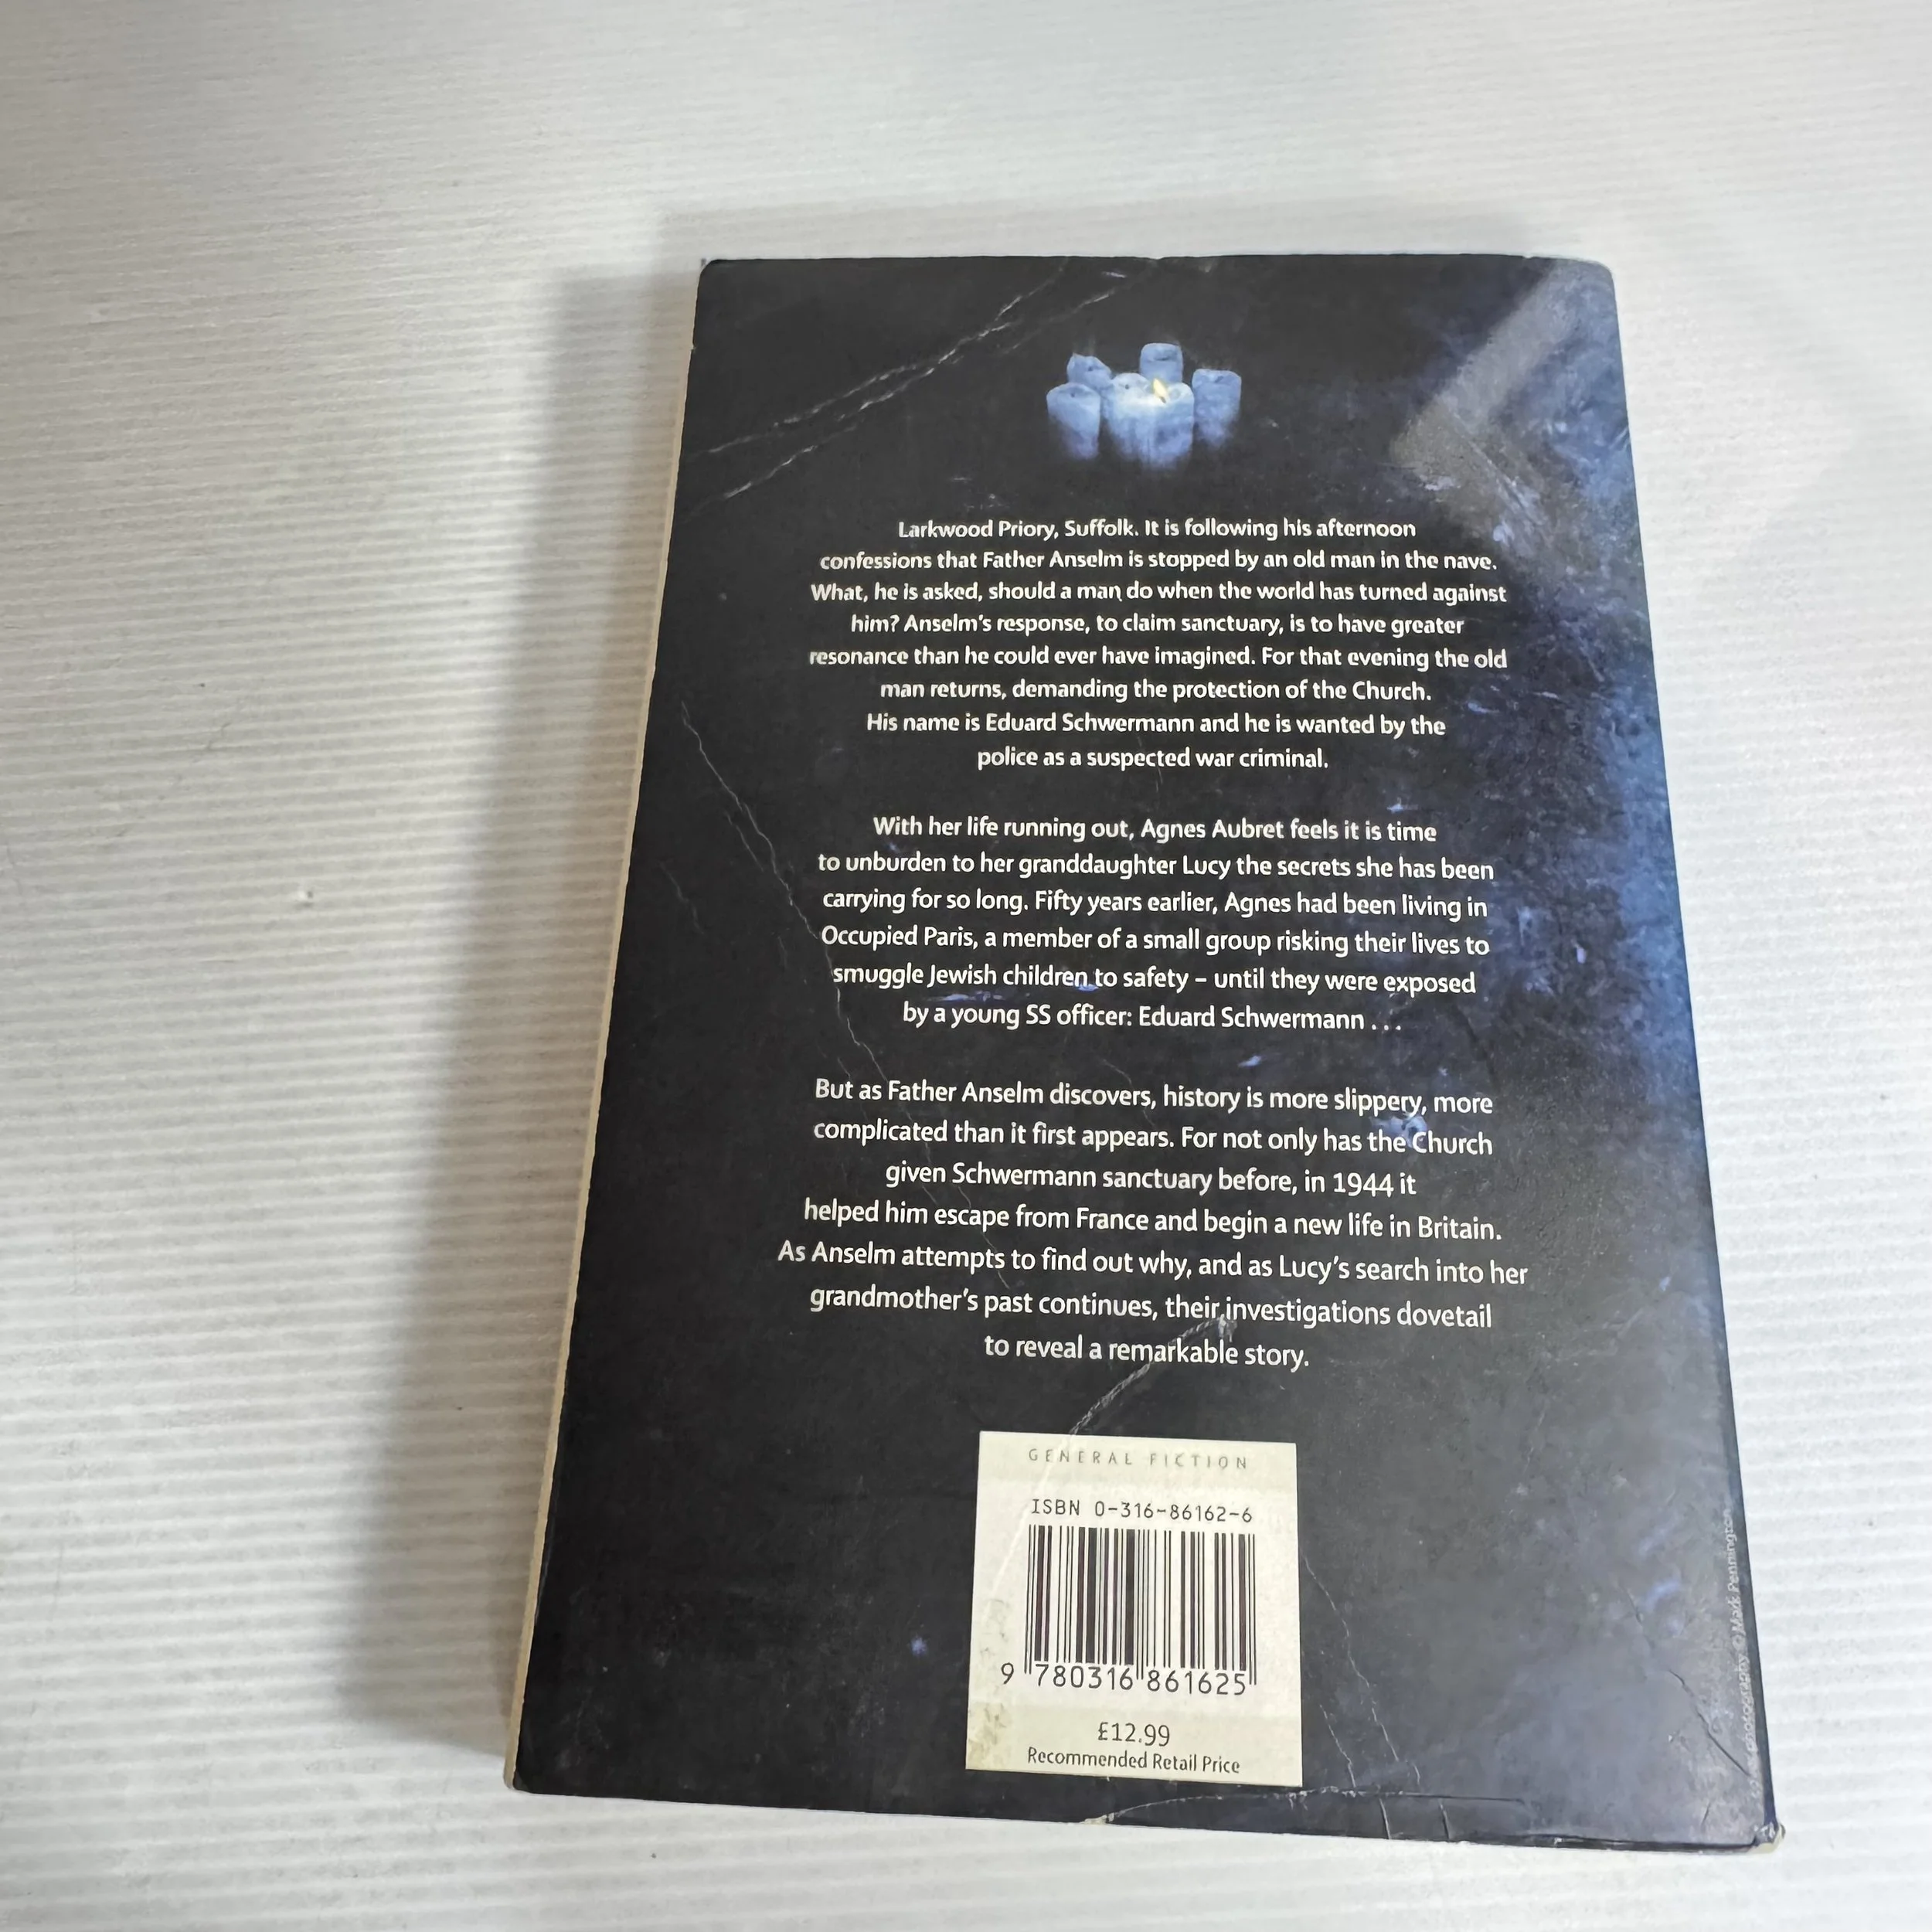 Larkwood Priory, Suffolk. It is following his afternoon
confessions that Father Anselm is stopped by an old man in the nave.
What, he is asked, should a man do when the world has turned against
him? Anselm's response, to claim sanctuary, is to have greater
resonance than he could ever have imagined. For that evening the old
man returns, demanding the protection of the Church.
His name is Eduard Schwermann and he is wanted by the
police as a suspected war criminal.
With her life running out, Agnes Aubret feels it is time
to unburden to her granddaughter Lucy the secrets she has been
carrying for so long. Fifty years earlier, Agnes had been living in
Occupied Paris, a member of a small group risking their lives to
smuggle Jewish children to safety – until they were exposed
by a young SS officer: Eduard Schwermann . . .
But as Father Anselm discovers, history is more slippery, more
complicated than it first appears. For not only has the Church
given Schwermann sanctuary before, in 1944 it
helped him escape from France and begin a new life in Britain.
As Anselm attempts to find out why, and as Lucy's search into her
grandmother's past continues, their investigations dovetail
to reveal a remarkable story.
GENERAL FICTION
ISBN 0-316-86162-6
9 780316 861625
£12.99
Recommended Retail Price
photography © Mark Pennington